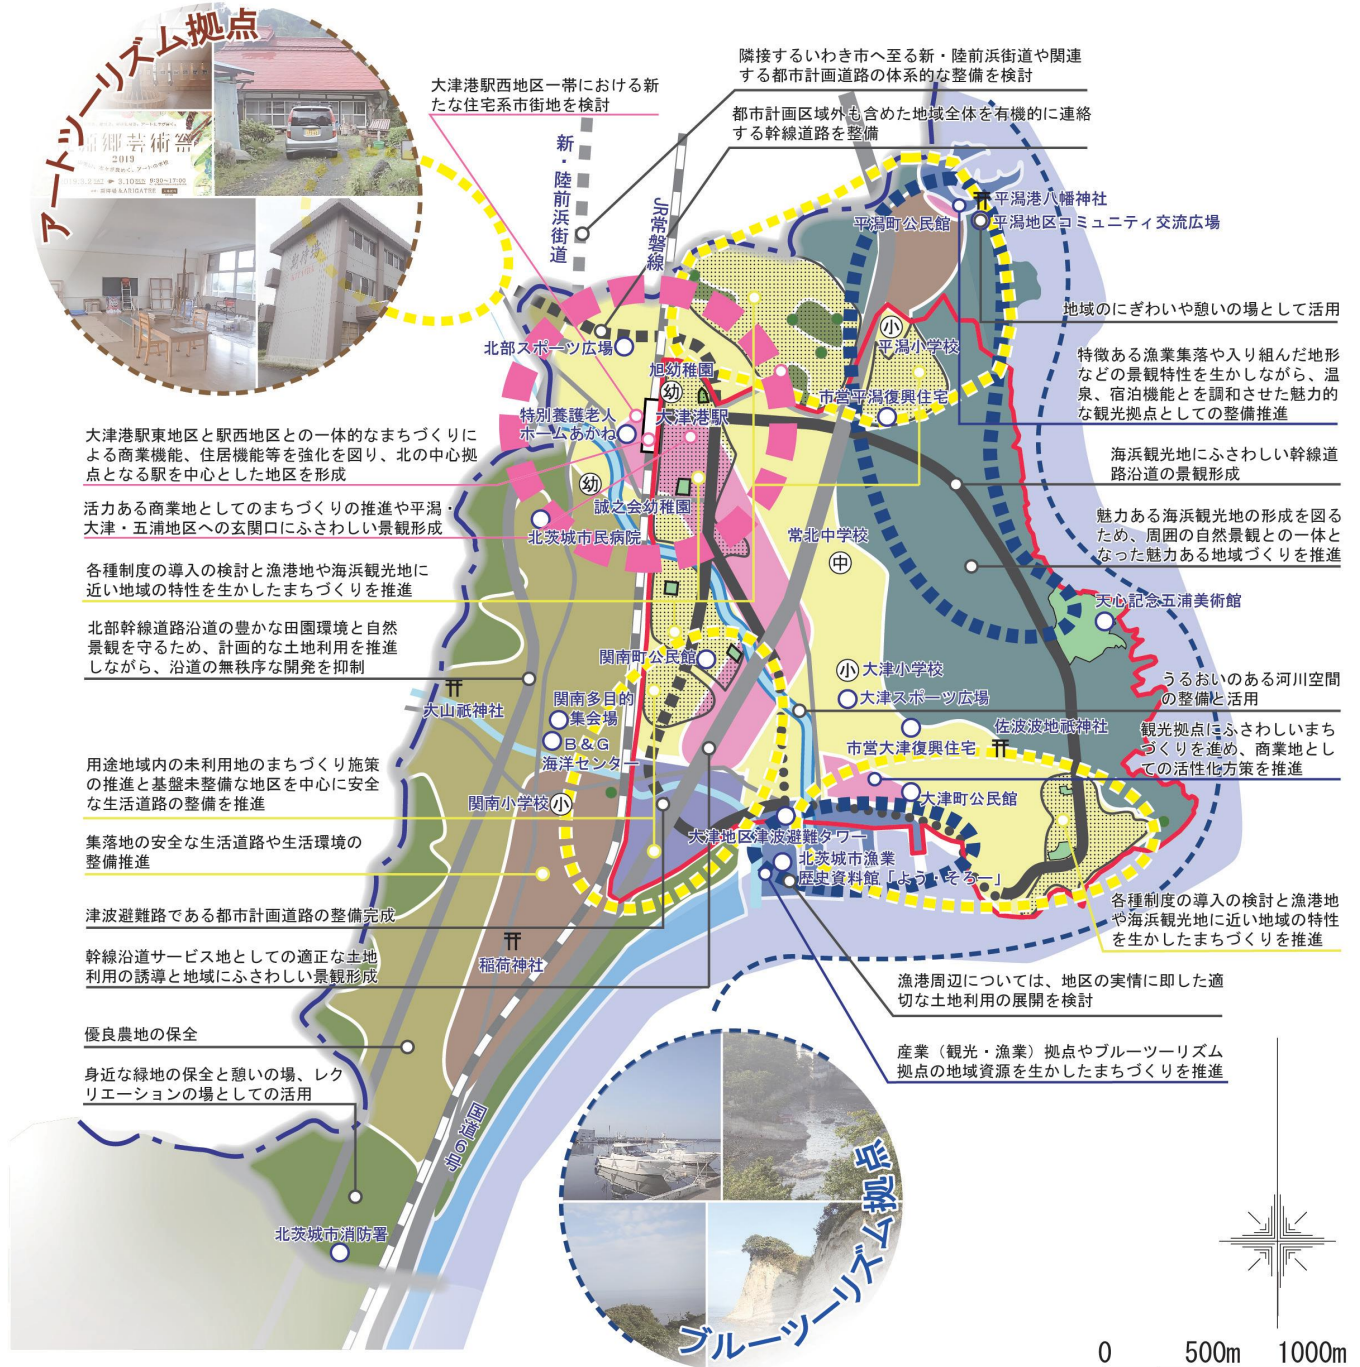 アートツーリズム拠点
2019
3.10
9:30~17:00
大津港駅西地区一帯における新
たな住宅系市街地を検討
隣接するいわき市へ至る新・陸前浜街道や関連
する都市計画道路の体系的な整備を検討
都市計画区域外も含めた地域全体を有機的に連絡
する幹線道路を整備
新・陸前浜街道
JR常磐線
平潟港八幡神社
平潟町公民館
平潟地区コミュニティ交流広場
地域のにぎわいや憩いの場として活用
北部スポーツ広場
小
平潟小学校
特徴ある漁業集落や入り組んだ地形
などの景観特性を生かしながら、温
泉、宿泊機能とを調和させた魅力的
な観光拠点としての整備推進
旭幼稚園
幼
市営平潟復興住宅
特別養護老人
ホームあかね
大津港駅
大津港駅東地区と駅西地区との一体的なまちづくりに
よる商業機能、住居機能等を強化を図り、北の中心拠
点となる駅を中心とした地区を形成
海浜観光地にふさわしい幹線道
路沿道の景観形成
幼
誠之会幼稚園
活力ある商業地としてのまちづくりの推進や平潟・
大津・五浦地区への玄関口にふさわしい景観形成
北茨城市民病院
常北中学校
中
魅力ある海浜観光地の形成を図る
ため、周囲の自然景観との一体と
なった魅力ある地域づくりを推進
各種制度の導入の検討と漁港地や海浜観光地に
近い地域の特性を生かしたまちづくりを推進
天心記念五浦美術館
北部幹線道路沿道の豊かな田園環境と自然
景観を守るため、計画的な土地利用を推進
しながら、沿道の無秩序な開発を抑制
関南町公民館
小
大津小学校
うるおいのある河川空間
の整備と活用
大山祇神社
関南多目的
集会場
大津スポーツ広場
B&G
海洋センター
市営大津復興住宅
佐波波地祇神社
観光拠点にふさわしいまち
づくりを進め、商業地とし
ての活性化方策を推進
用途地域内の未利用地のまちづくり施策
の推進と基盤未整備な地区を中心に安全
な生活道路の整備を推進
関南小学校
小
大津町公民館
大津地区津波避難タワー
集落地の安全な生活道路や生活環境の
整備推進
北茨城市漁業
歴史資料館「よう・そろー」
津波避難路である都市計画道路の整備完成
各種制度の導入の検討と漁港地
や海浜観光地に近い地域の特性
を生かしたまちづくりを推進
幹線沿道サービス地としての適正な土地
利用の誘導と地域にふさわしい景観形成
稲荷神社
漁港周辺については、地区の実情に即した適
切な土地利用の展開を検討
優良農地の保全
産業（観光・漁業）拠点やブルーツーリズム
拠点の地域資源を生かしたまちづくりを推進
身近な緑地の保全と憩いの場、レク
リエーションの場としての活用
国道6号
北茨城市消防署
ブルーツーリズム拠点
0 500m 1000m